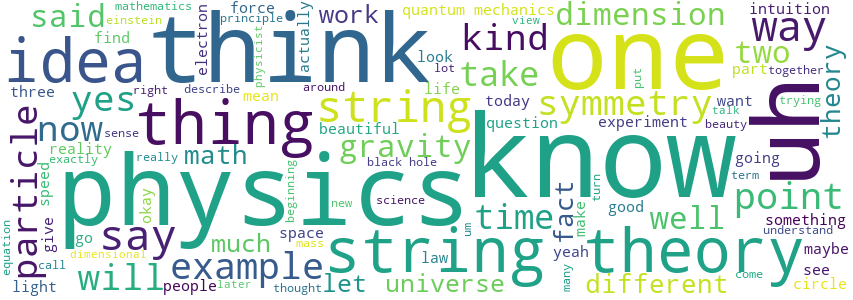 mathematics
said
einstein
find
force
principle
work
quantum mechanics
dimension
intuition
idea
think
electron
physicist
actually
look
lot
kind
one
way
three
right
describe
around
take
view
put
part
together
two
yes
mean
string
life
today
symmetry
want
talk
trying
theory
now
sense
thing
beautiful
question
experiment
beauty
uh
reality
exactly
really
math
gravity
black hole
know
going
term
particle
speed
physics
beginning
new
science
turn
point
give
okay
say
much
space
mass
um
time
fact
make
good
well
something
understand
equation
go
dimensional
call
later
will
example
let
law
string theory
yeah
many
different
come
maybe
see
light
people
thought
universe
circle